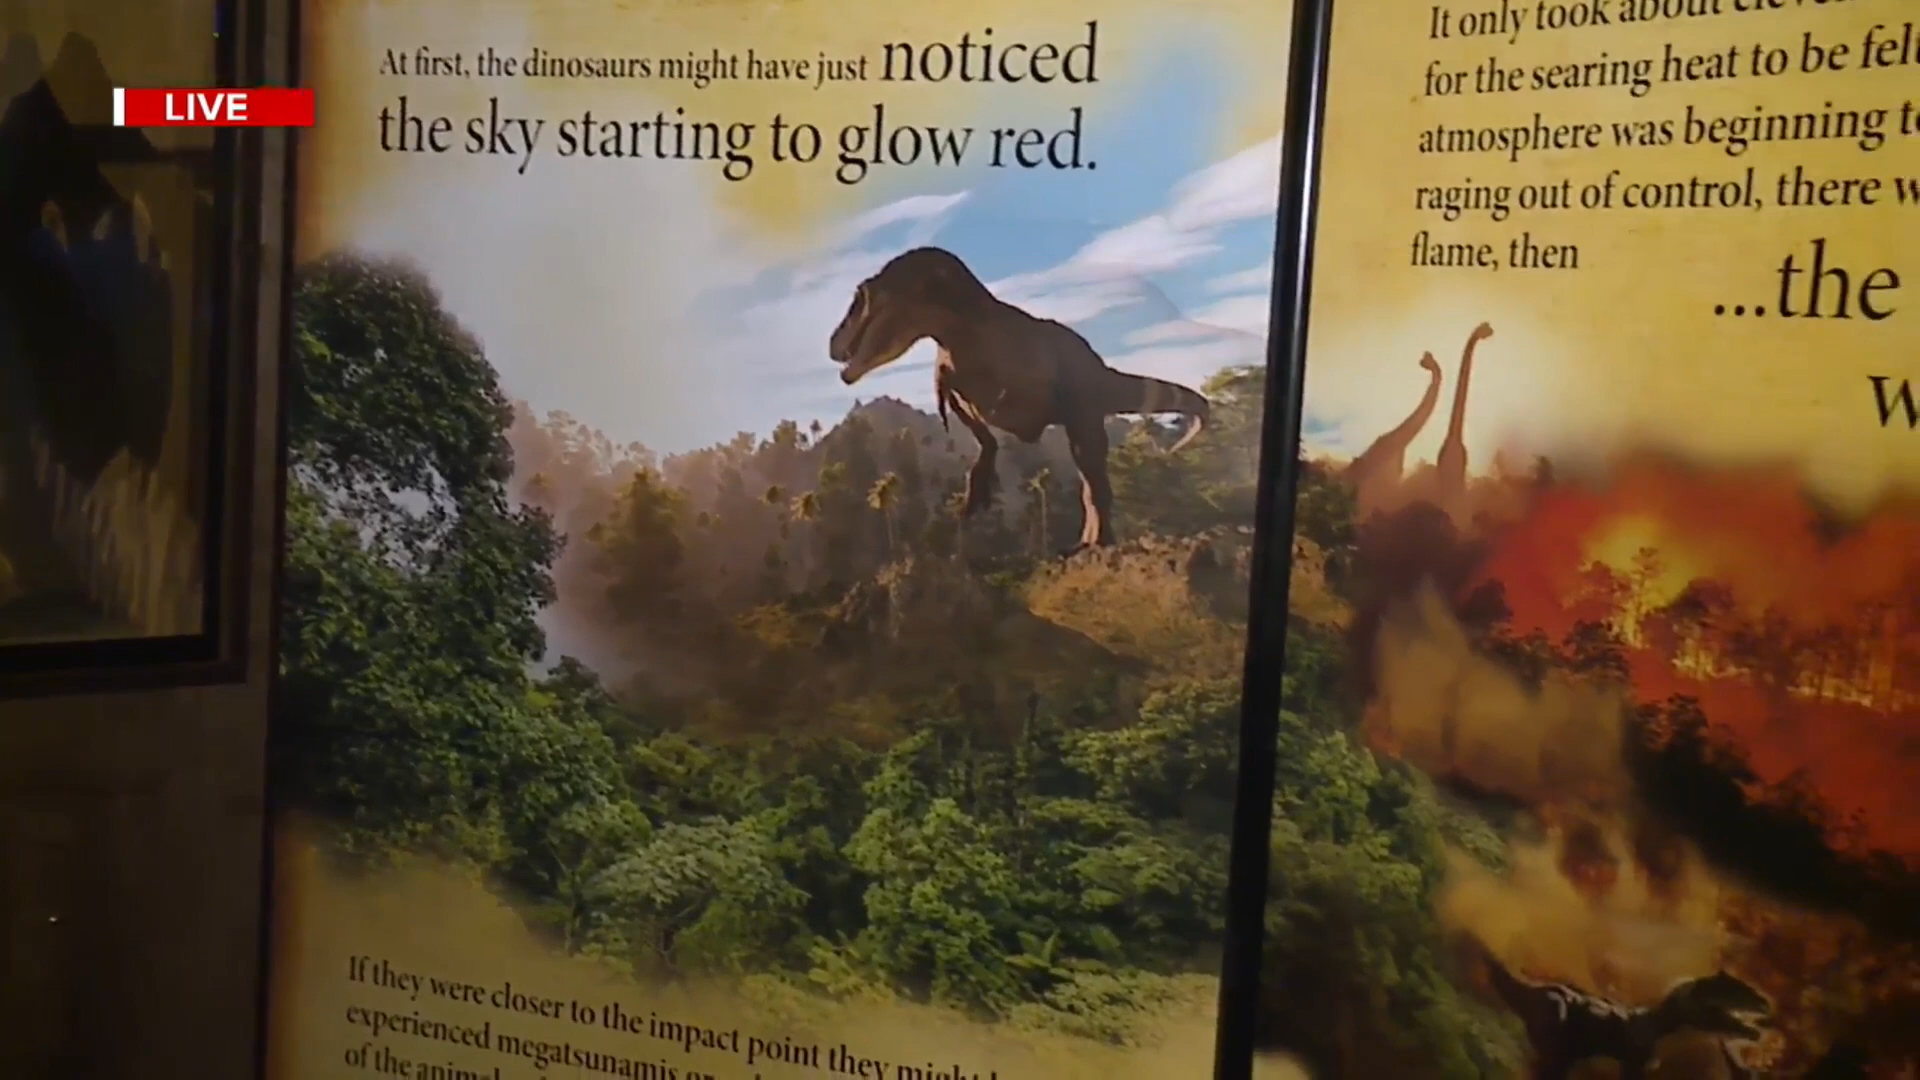 LIVE
At first, the dinosaurs might have just noticed
the sky starting to glow red.
If they were closer to the impact point they might
experienced megatsunamis
of the
It only took about
for the searing heat to be felt
atmosphere was beginning
raging out of control, there
flame, then
...the